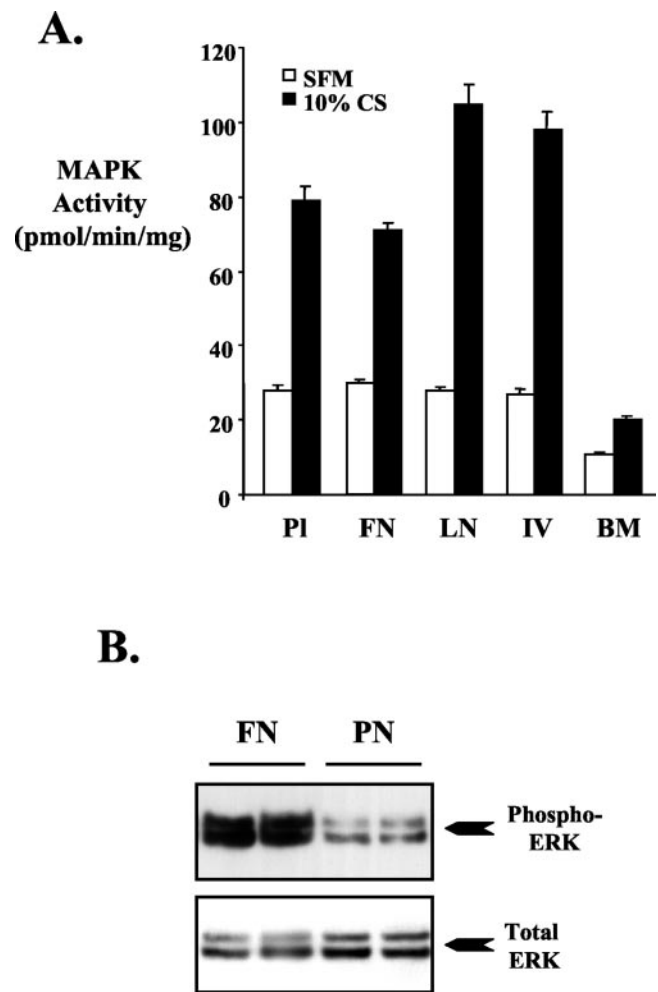 A.
MAPK
Activity
(pmol/min/mg)
SFM
10% CS
120
100
80
60
40
20
0
Pl FN LN IV BM
B.
FN PN
Phospho-
ERK
Total
ERK